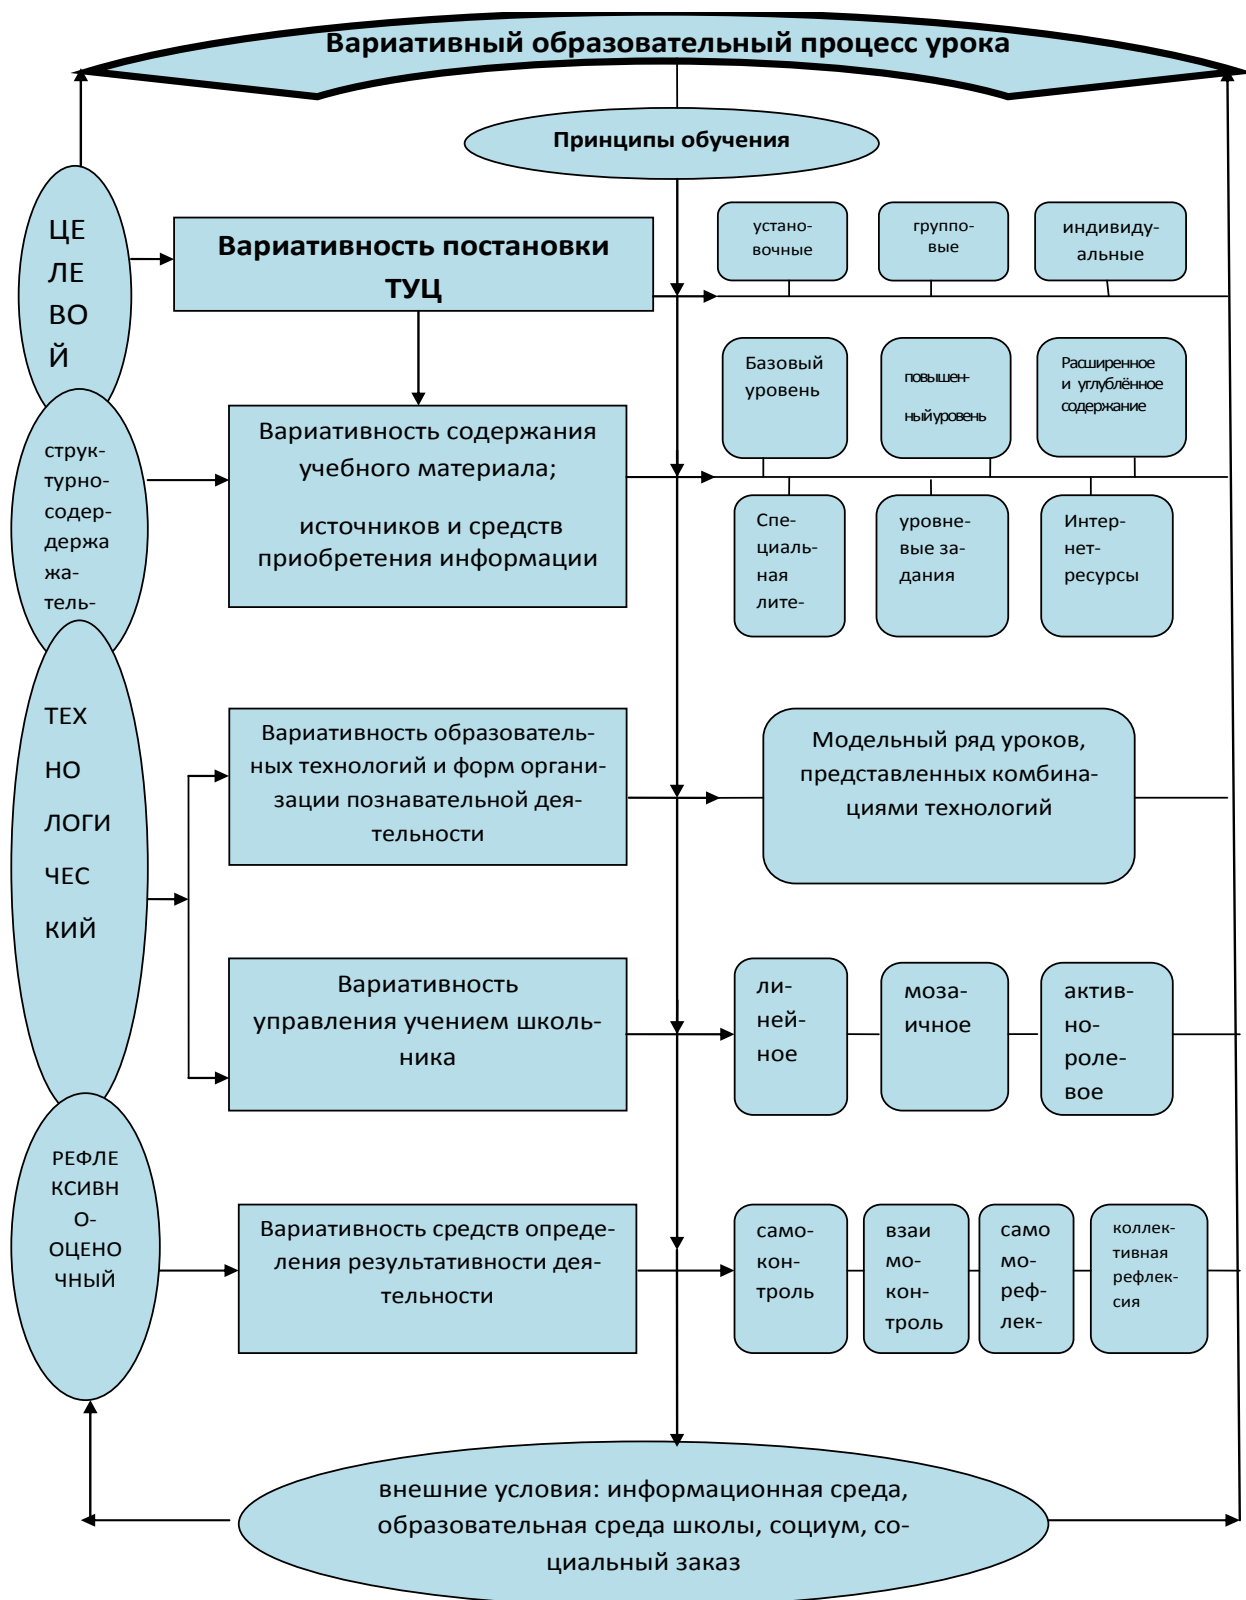 Вариативный образовательный процесс урока
Принципы обучения
ЦЕ
ЛЕ
ВО
Й
Вариативность постановки
ТУЦ
устано-
вочные
группо-
вые
индивиду-
альные
струк-
турно-
содер-
держа
жа-
тель-
Вариативность содержания
учебного материала;
источников и средств
приобретения информации
Базовый
уровень
повышен-
ный уровень
Расширенное
и углублённое
содержание
Спе-
циаль-
ная
лите-
уровне-
вые за-
дания
Интер-
нет-
ресурсы
ТЕХ
НО
ЛОГИ
ЧЕС
КИЙ
Вариативность образователь-
ных технологий и форм органи-
зации познавательной дея-
тельности
Модельный ряд уроков,
представленных комбина-
циями технологий
Вариативность
управления учением школь-
ника
ли-
ней-
ное
моза-
ичное
актив-
но-
роле-
вое
РЕФЛЕ
КСИВН
О-
ОЦЕНО
ЧНЫЙ
Вариативность средств опреде-
ления результативности дея-
тельности
само-
кон-
троль
взаи
мо-
кон-
троль
само
мо-
реф-
лек-
коллек-
тивная
рефлек-
сия
внешние условия: информационная среда,
образовательная среда школы, социум, со-
циальный заказ